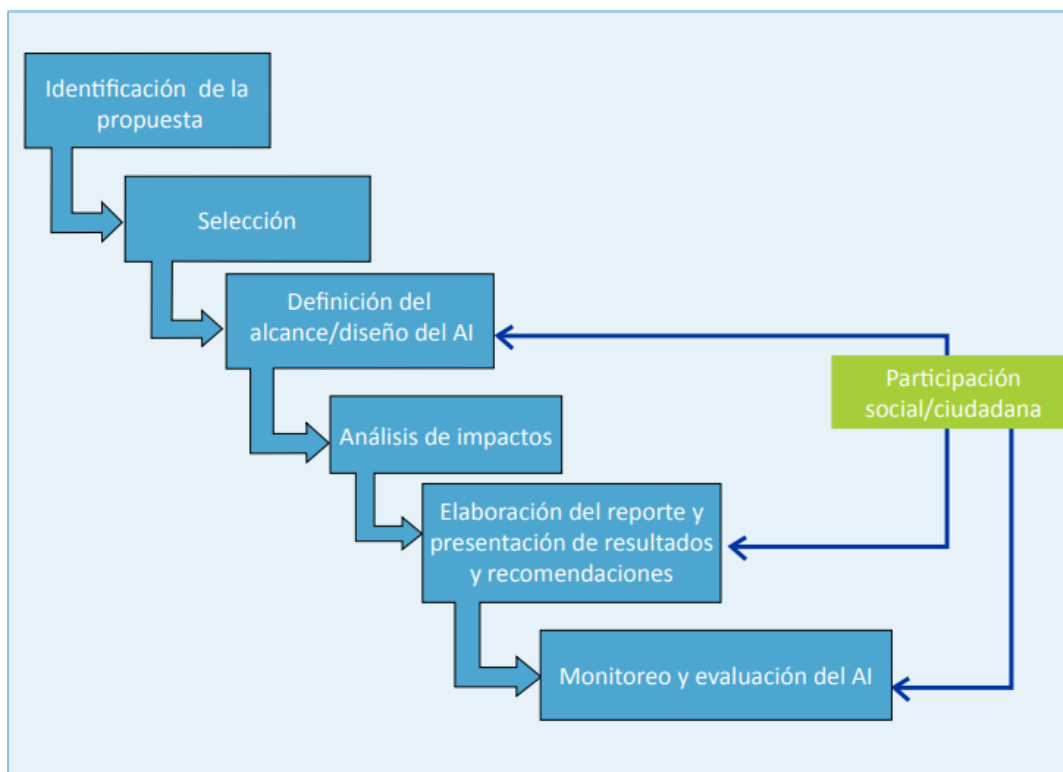 Identificación de la
propuesta
Selección
Definición del
alcance/diseño del AI
Participación
social/ciudadana
Análisis de impactos
Elaboración del reporte y
presentación de resultados
y recomendaciones
Monitoreo y evaluación del AI